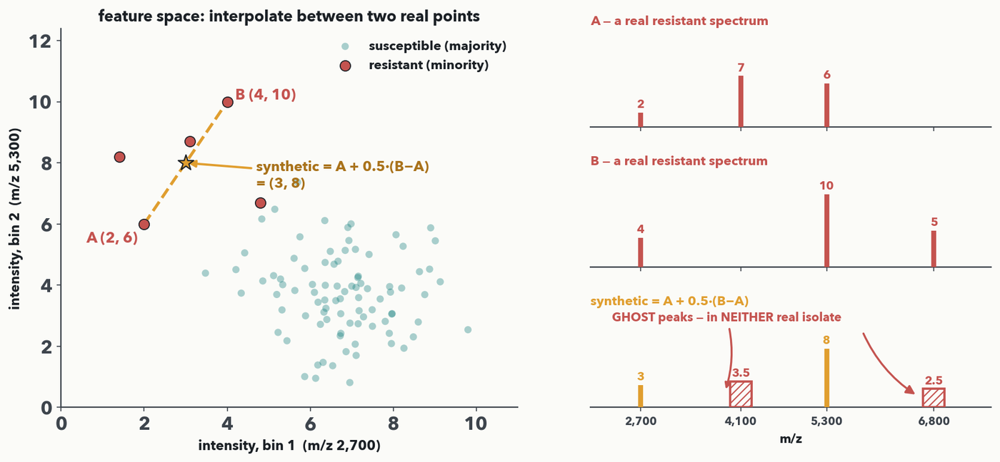 feature space: interpolate between two real points
susceptible (majority)
resistant (minority)
12
10
8
6
4
2
0
intensity, bin 2 (m/z 5,300)
B (4, 10)
synthetic = A + 0.5·(B−A)
= (3, 8)
A (2, 6)
0
2
4
6
8
10
intensity, bin 1 (m/z 2,700)
A – a real resistant spectrum
2
7
6
B – a real resistant spectrum
4
10
5
synthetic = A + 0.5·(B−A)
GHOST peaks – in NEITHER real isolate
3
3.5
8
2.5
2,700
4,100
5,300
6,800
m/z